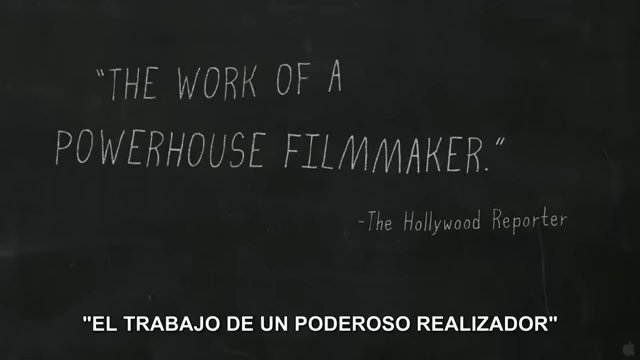 “THE WORK OF A
POWERHOUSE FILMMAKER.“
-The Hollywood Reporter
"EL TRABAJO DE UN PODEROSO REALIZADOR"